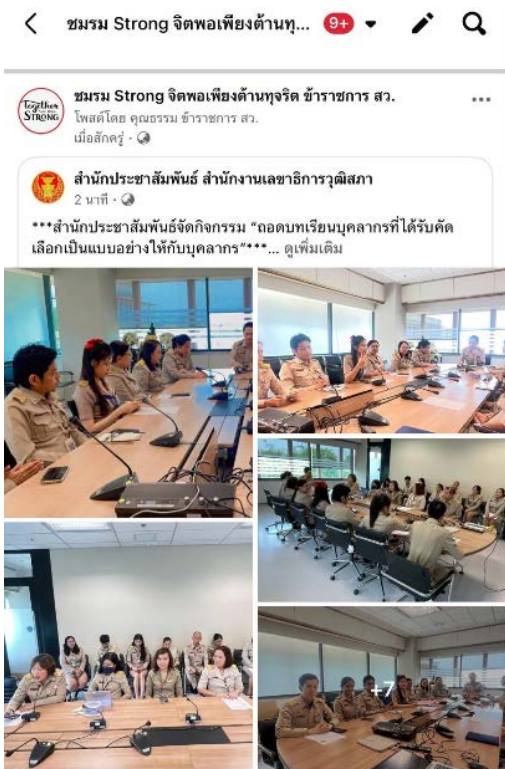 ชมรม Strong จิตพอเพียงต้านทุ... 9+
Together
STRONG
ชมรม Strong จิตพอเพียงต้านทุจริต ข้าราชการ สว.
โพสต์โดย คุณธรรม ข้าราชการ สว.
เมื่อสักครู่ ·
สำนักประชาสัมพันธ์ สำนักงานเลขาธิการวุฒิสภา
2 นาที ·
***สำนักประชาสัมพันธ์จัดกิจกรรม “ถอดบทเรียนบุคลากรที่ได้รับคัด
เลือกเป็นแบบอย่างให้กับบุคลากร”***... ดูเพิ่มเติม
+7